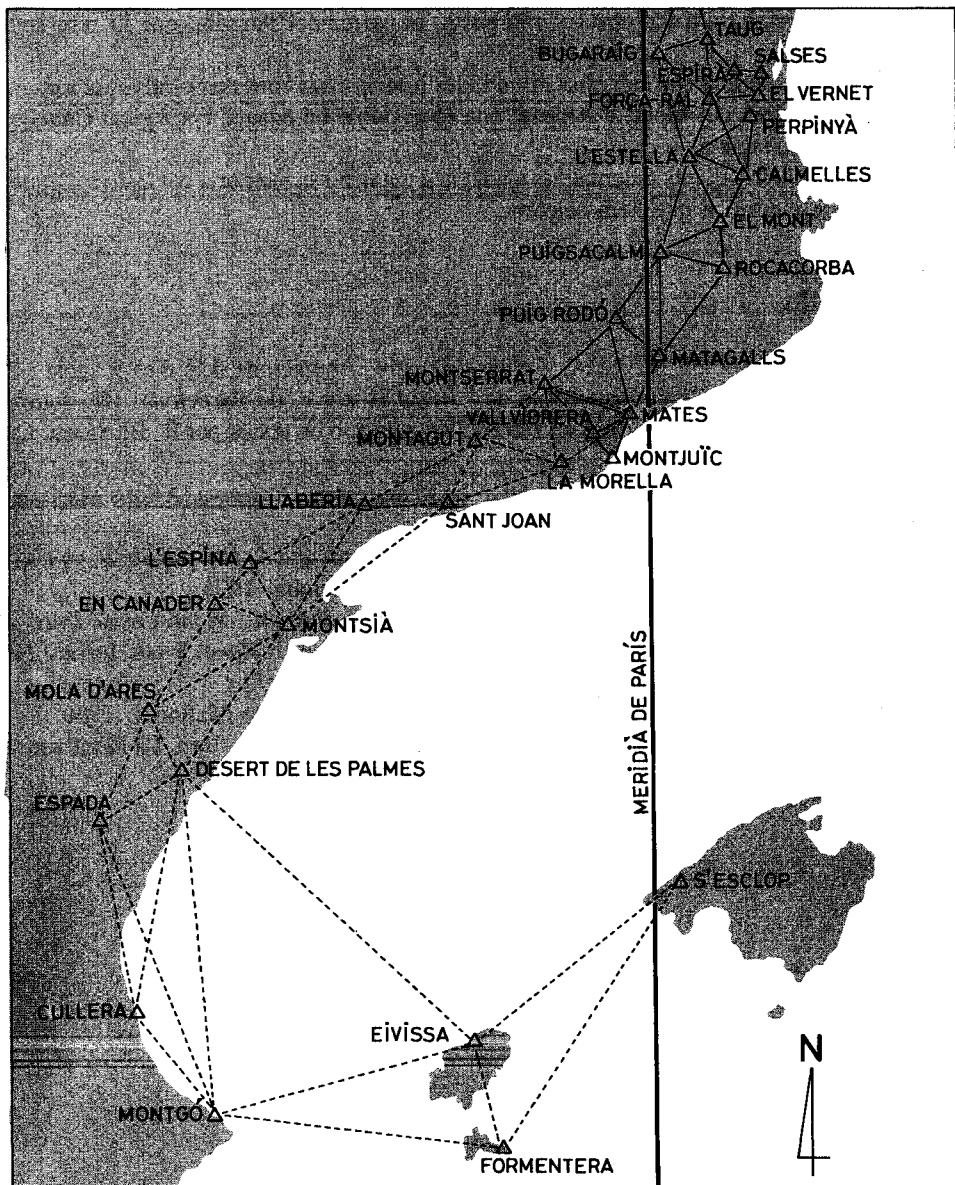 TAUG
BUGARAIG
SALSES
ESPIRA
FORÇA-RAL
EL VERNET
PERPINYÀ
L'ESTELLA
CALMELLES
EL MONT
PUIGSACALM
ROCACORBA
PUIG RODÓ
MATAGALLS
MONTSERRAT
MATES
VALLVIDRERA
MONTAGUT
MONTJUÏC
LA MORELLA
LLABERIA
SANT JOAN
L'ESPINA
EN CANADER
MONTSIÀ
MOLA D'ARES
MERIDIÀ DE PARÍS
DESERT DE LES PALMES
ESPADA
S'ESCLOP
CULLERA
EIVISSA
N
MONTGÓ
FORMENTERA